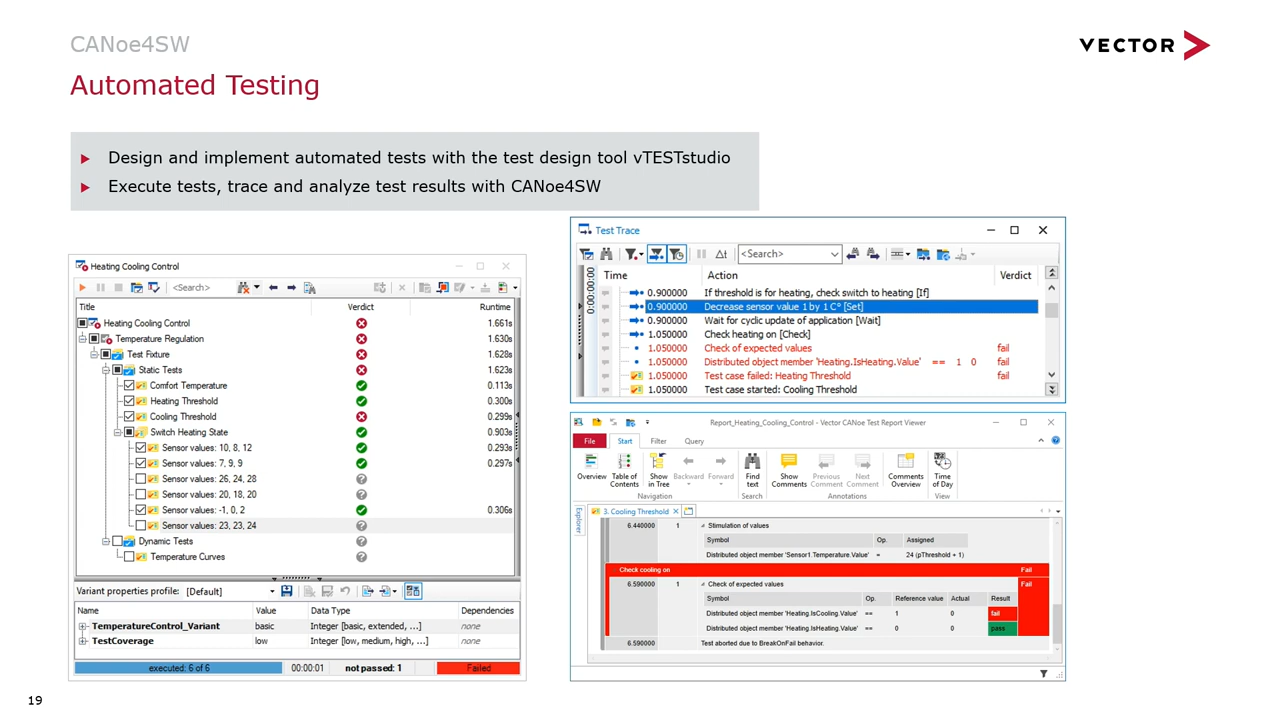 CANoe4SW
VECTOR
Automated Testing
Design and implement automated tests with the test design tool vTESTstudio
Execute tests, trace and analyze test results with CANoe4SW
Heating Cooling Control
<Search>
Title Verdict Runtime
Heating Cooling Control 1.661s
Temperature Regulation 1.630s
Test Fixture 1.628s
Static Tests 1.623s
Comfort Temperature 0.113s
Heating Threshold 0.300s
Cooling Threshold 0.299s
Switch Heating State 0.903s
Sensor values: 10, 8, 12 0.293s
Sensor values: 7, 9, 9 0.297s
Sensor values: 26, 24, 28
Sensor values: 20, 18, 20
Sensor values: -1, 0, 2 0.306s
Sensor values: 23, 23, 24
Dynamic Tests
Temperature Curves
Variant properties profile: [Default]
Name Value Data Type Dependencies
TemperatureControl_Variant basic Integer [basic, extended, ...] none
TestCoverage low Integer [low, medium, high, ...] none
executed: 6 of 6 00:00:01 not passed: 1 Failed
Test Trace
<Search>
0:00:00:00
Time Action Verdict
0.900000 If threshold is for heating, check switch to heating [If]
0.900000 Decrease sensor value 1 by 1 C° [Set]
0.900000 Wait for cyclic update of application [Wait]
1.050000 Check heating on [Check]
1.050000 Check of expected values fail
1.050000 Distributed object member 'Heating.IsHeating.Value' == 1 0 fail
1.050000 Test case failed: Heating Threshold fail
1.050000 Test case started: Cooling Threshold
Report_Heating_Cooling_Control - Vector CANoe Test Report Viewer
File Start Filter Query
Overview Table of Contents Show in Tree Backward Forward Find text Show Comments Previous Comment Next Comment Comments Overview Time of Day
Navigation Search Annotations View
Explorer
3. Cooling Threshold
6.440000 1 Stimulation of values
Symbol Op. Assigned
Distributed object member 'Sensor1.Temperature.Value' = 24 (pThreshold + 1)
Check cooling on Fail
6.590000 1 Check of expected values Fail
Symbol Op. Reference value Actual Result
Distributed object member 'Heating.IsCooling.Value' == 1 0 fail
Distributed object member 'Heating.IsHeating.Value' == 0 0 pass
6.590000 Test aborted due to BreakOnFail behavior.
19